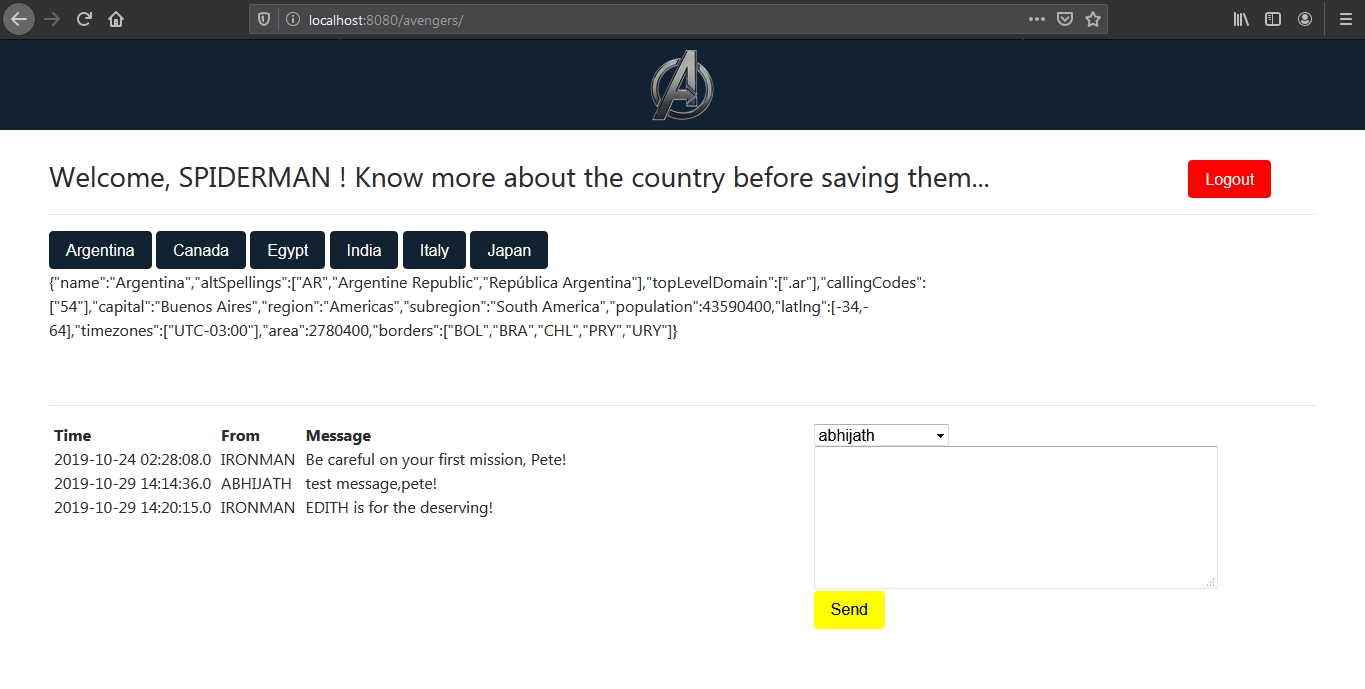 localhost:8080/avengers/
Welcome, SPIDERMAN ! Know more about the country before saving them...
Logout
Argentina Canada Egypt India Italy Japan
{"name":"Argentina","altSpellings":["AR","Argentine Republic","República Argentina"],"topLevelDomain":[".ar"],"callingCodes":
["54"],"capital":"Buenos Aires","region":"Americas","subregion":"South America","population":43590400,"latlng":[-34,-
64],"timezones":["UTC-03:00"],"area":2780400,"borders":["BOL","BRA","CHL","PRY","URY"]}
Time From Message
2019-10-24 02:28:08.0 IRONMAN Be careful on your first mission, Pete!
2019-10-29 14:14:36.0 ABHIJATH test message,pete!
2019-10-29 14:20:15.0 IRONMAN EDITH is for the deserving!
abhijath
Send